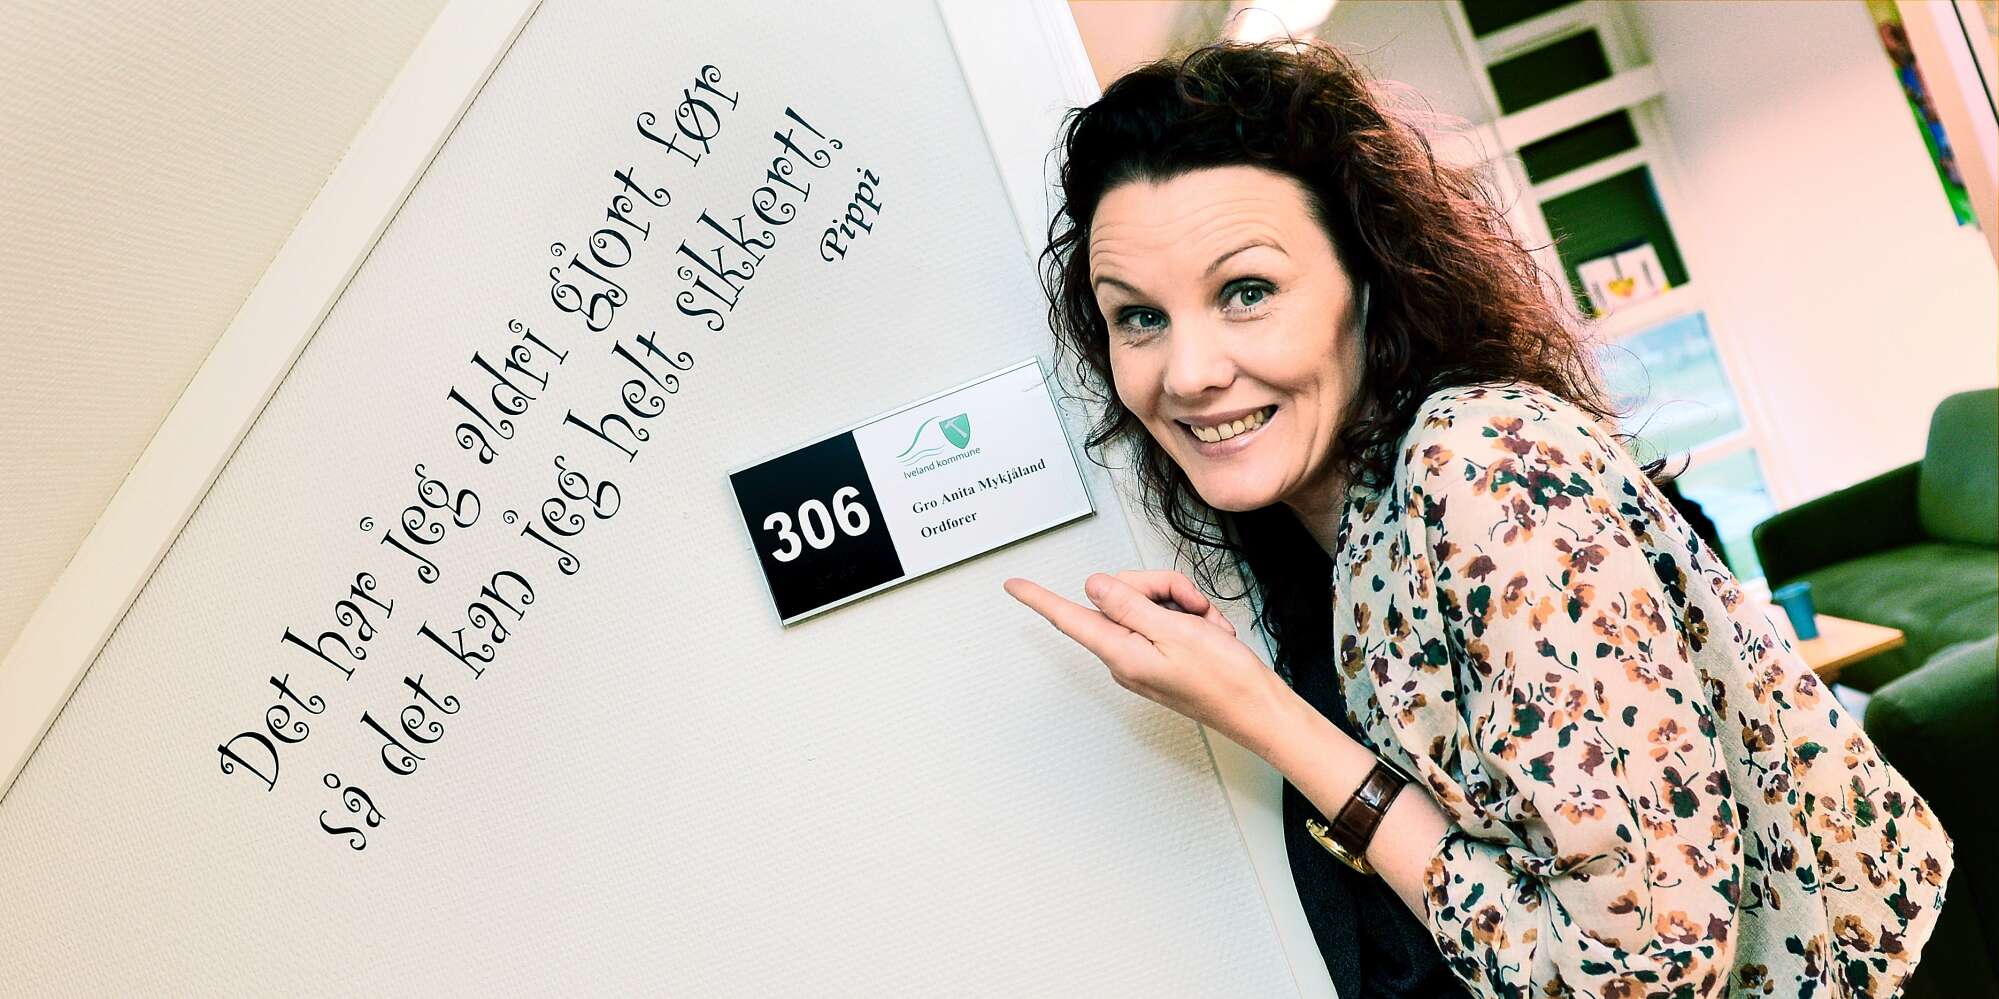 Det har jeg aldri gjort før
så det kan jeg helt sikkert!
Pippi
306
Iveland kommune
Gro Anita Mykjåland
Ordfører